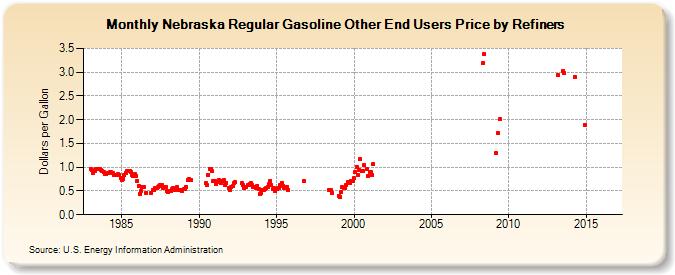 Monthly Nebraska Regular Gasoline Other End Users Price by Refiners
Dollars per Gallon
3.5
3.0
2.5
2.0
1.5
1.0
0.5
0.0
1985 1990 1995 2000 2005 2010 2015
Source: U.S. Energy Information Administration